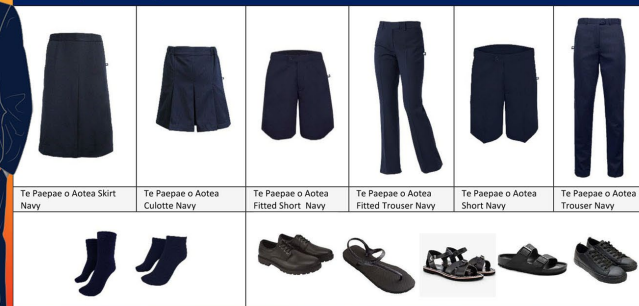 Te Paepae o Aotea Skirt
Navy
Te Paepae o Aotea
Culotte Navy
Te Paepae o Aotea
Fitted Short Navy
Te Paepae o Aotea
Fitted Trouser Navy
Te Paepae o Aotea
Short Navy
Te Paepae o Aotea
Trouser Navy